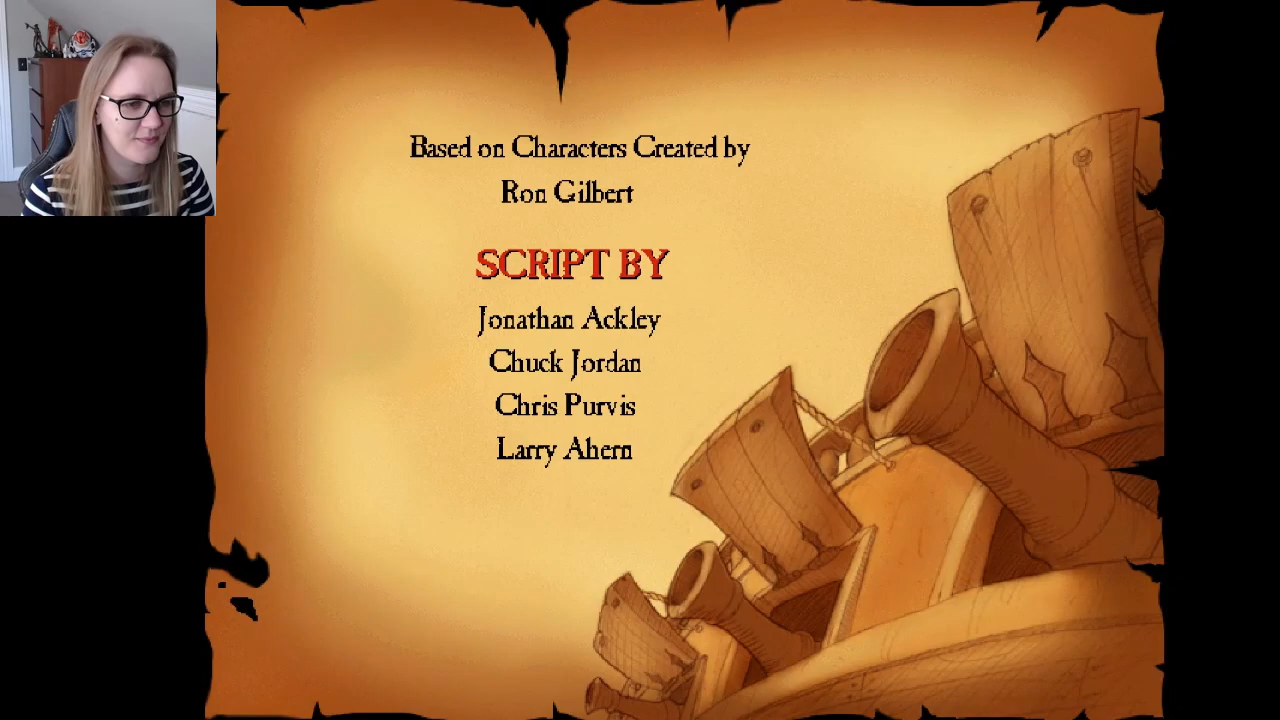 Based on Characters Created by
Ron Gilbert
SCRIPT BY
Jonathan Ackley
Chuck Jordan
Chris Purvis
Larry Ahern